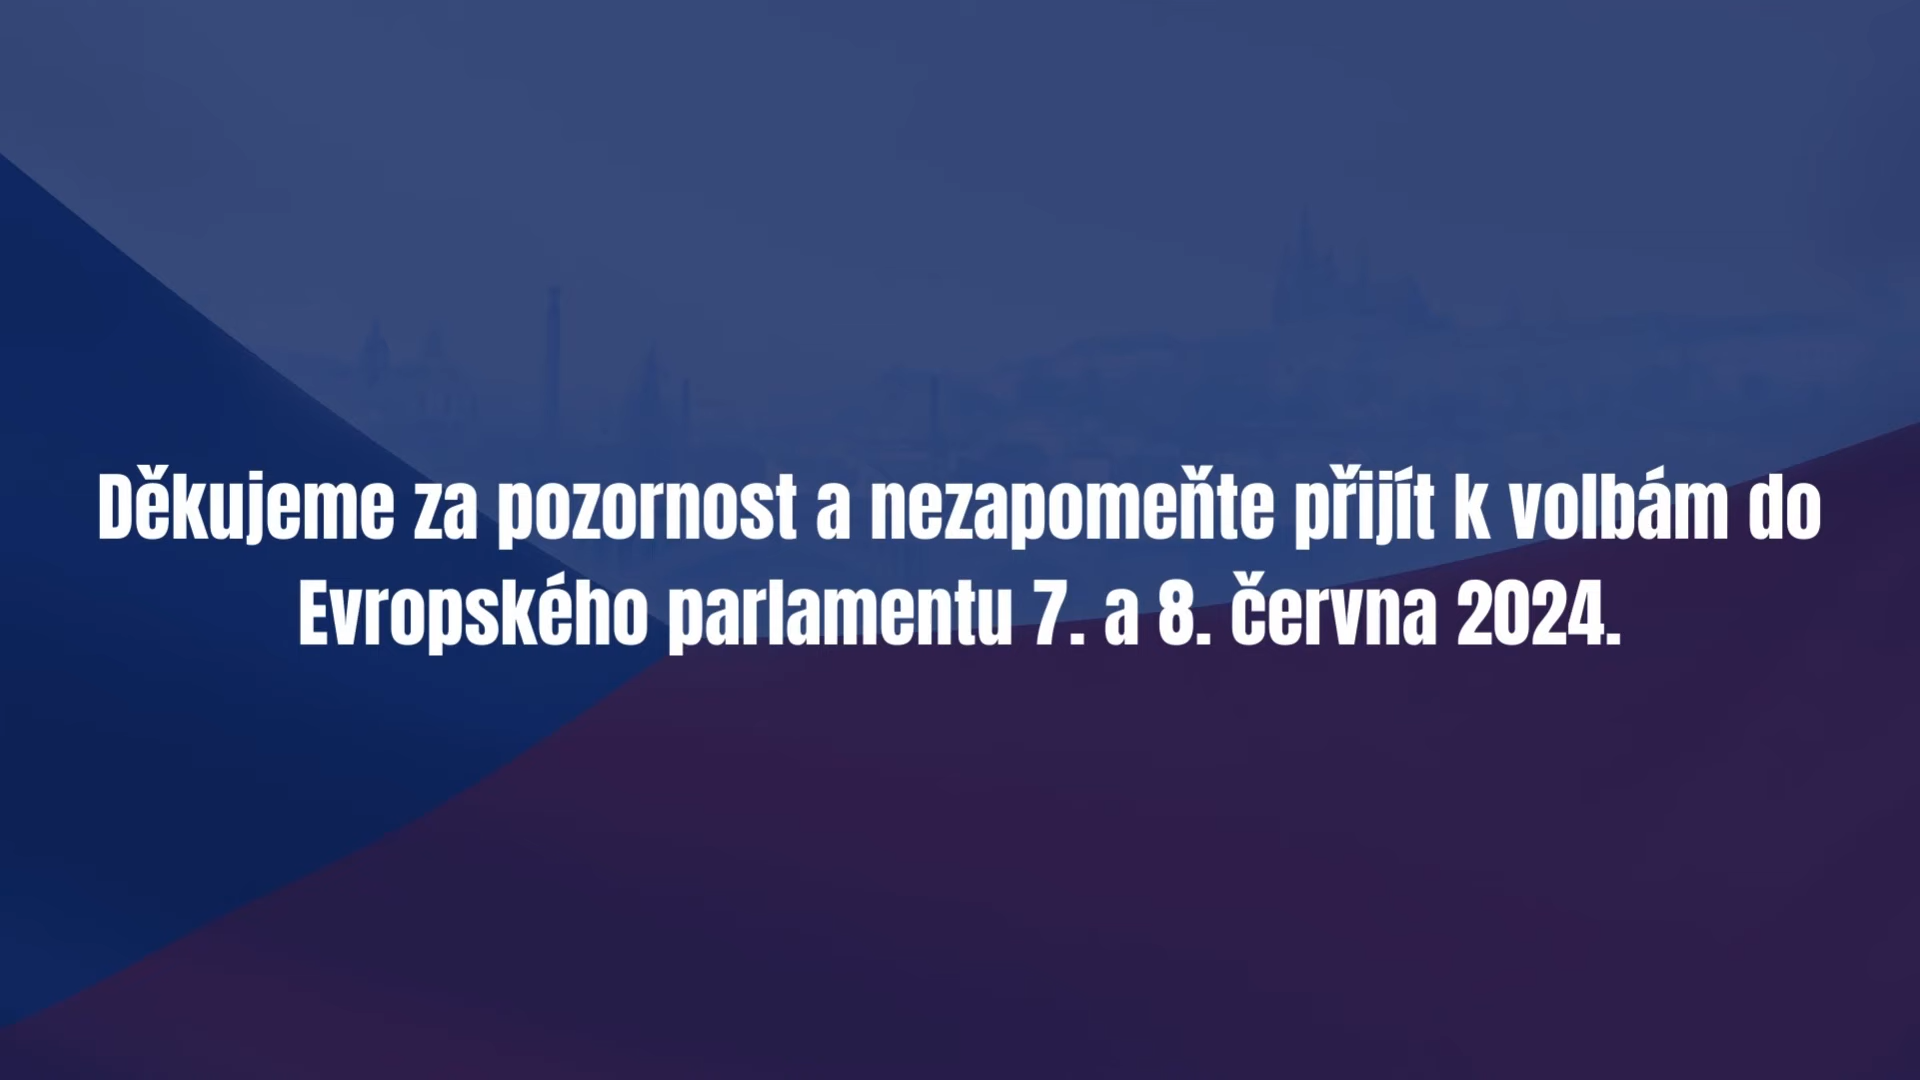 Děkujeme za pozornost a nezapomeňte přijít k volbám do
Evropského parlamentu 7. a 8. června 2024.